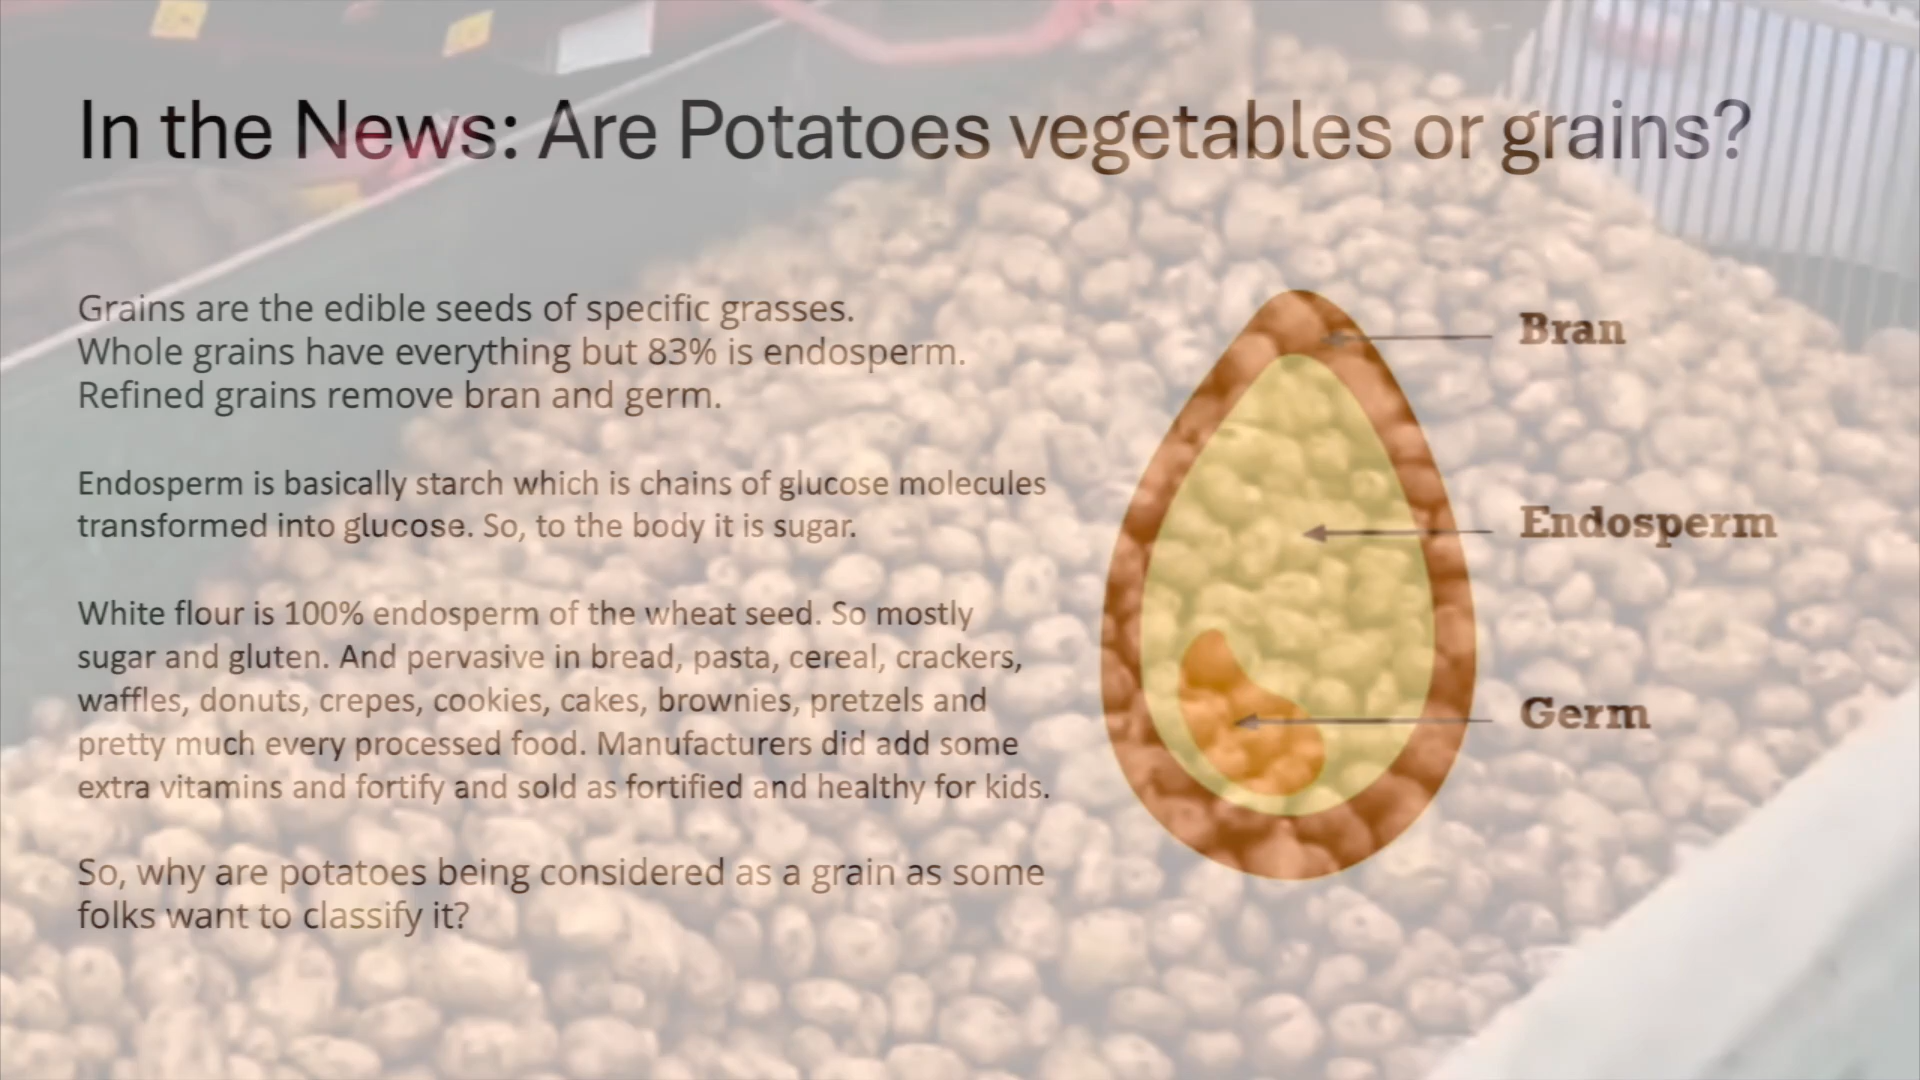 In the News: Are Potatoes vegetables or grains?
Grains are the edible seeds of specific grasses.
Whole grains have everything but 83% is endosperm.
Refined grains remove bran and germ.
Endosperm is basically starch which is chains of glucose molecules
transformed into glucose. So, to the body it is sugar.
White flour is 100% endosperm of the wheat seed. So mostly
sugar and gluten. And pervasive in bread, pasta, cereal, crackers,
waffles, donuts, crepes, cookies, cakes, brownies, pretzels and
pretty much every processed food. Manufacturers did add some
extra vitamins and fortify and sold as fortified and healthy for kids.
So, why are potatoes being considered as a grain as some
folks want to classify it?
Bran
Endosperm
Germ